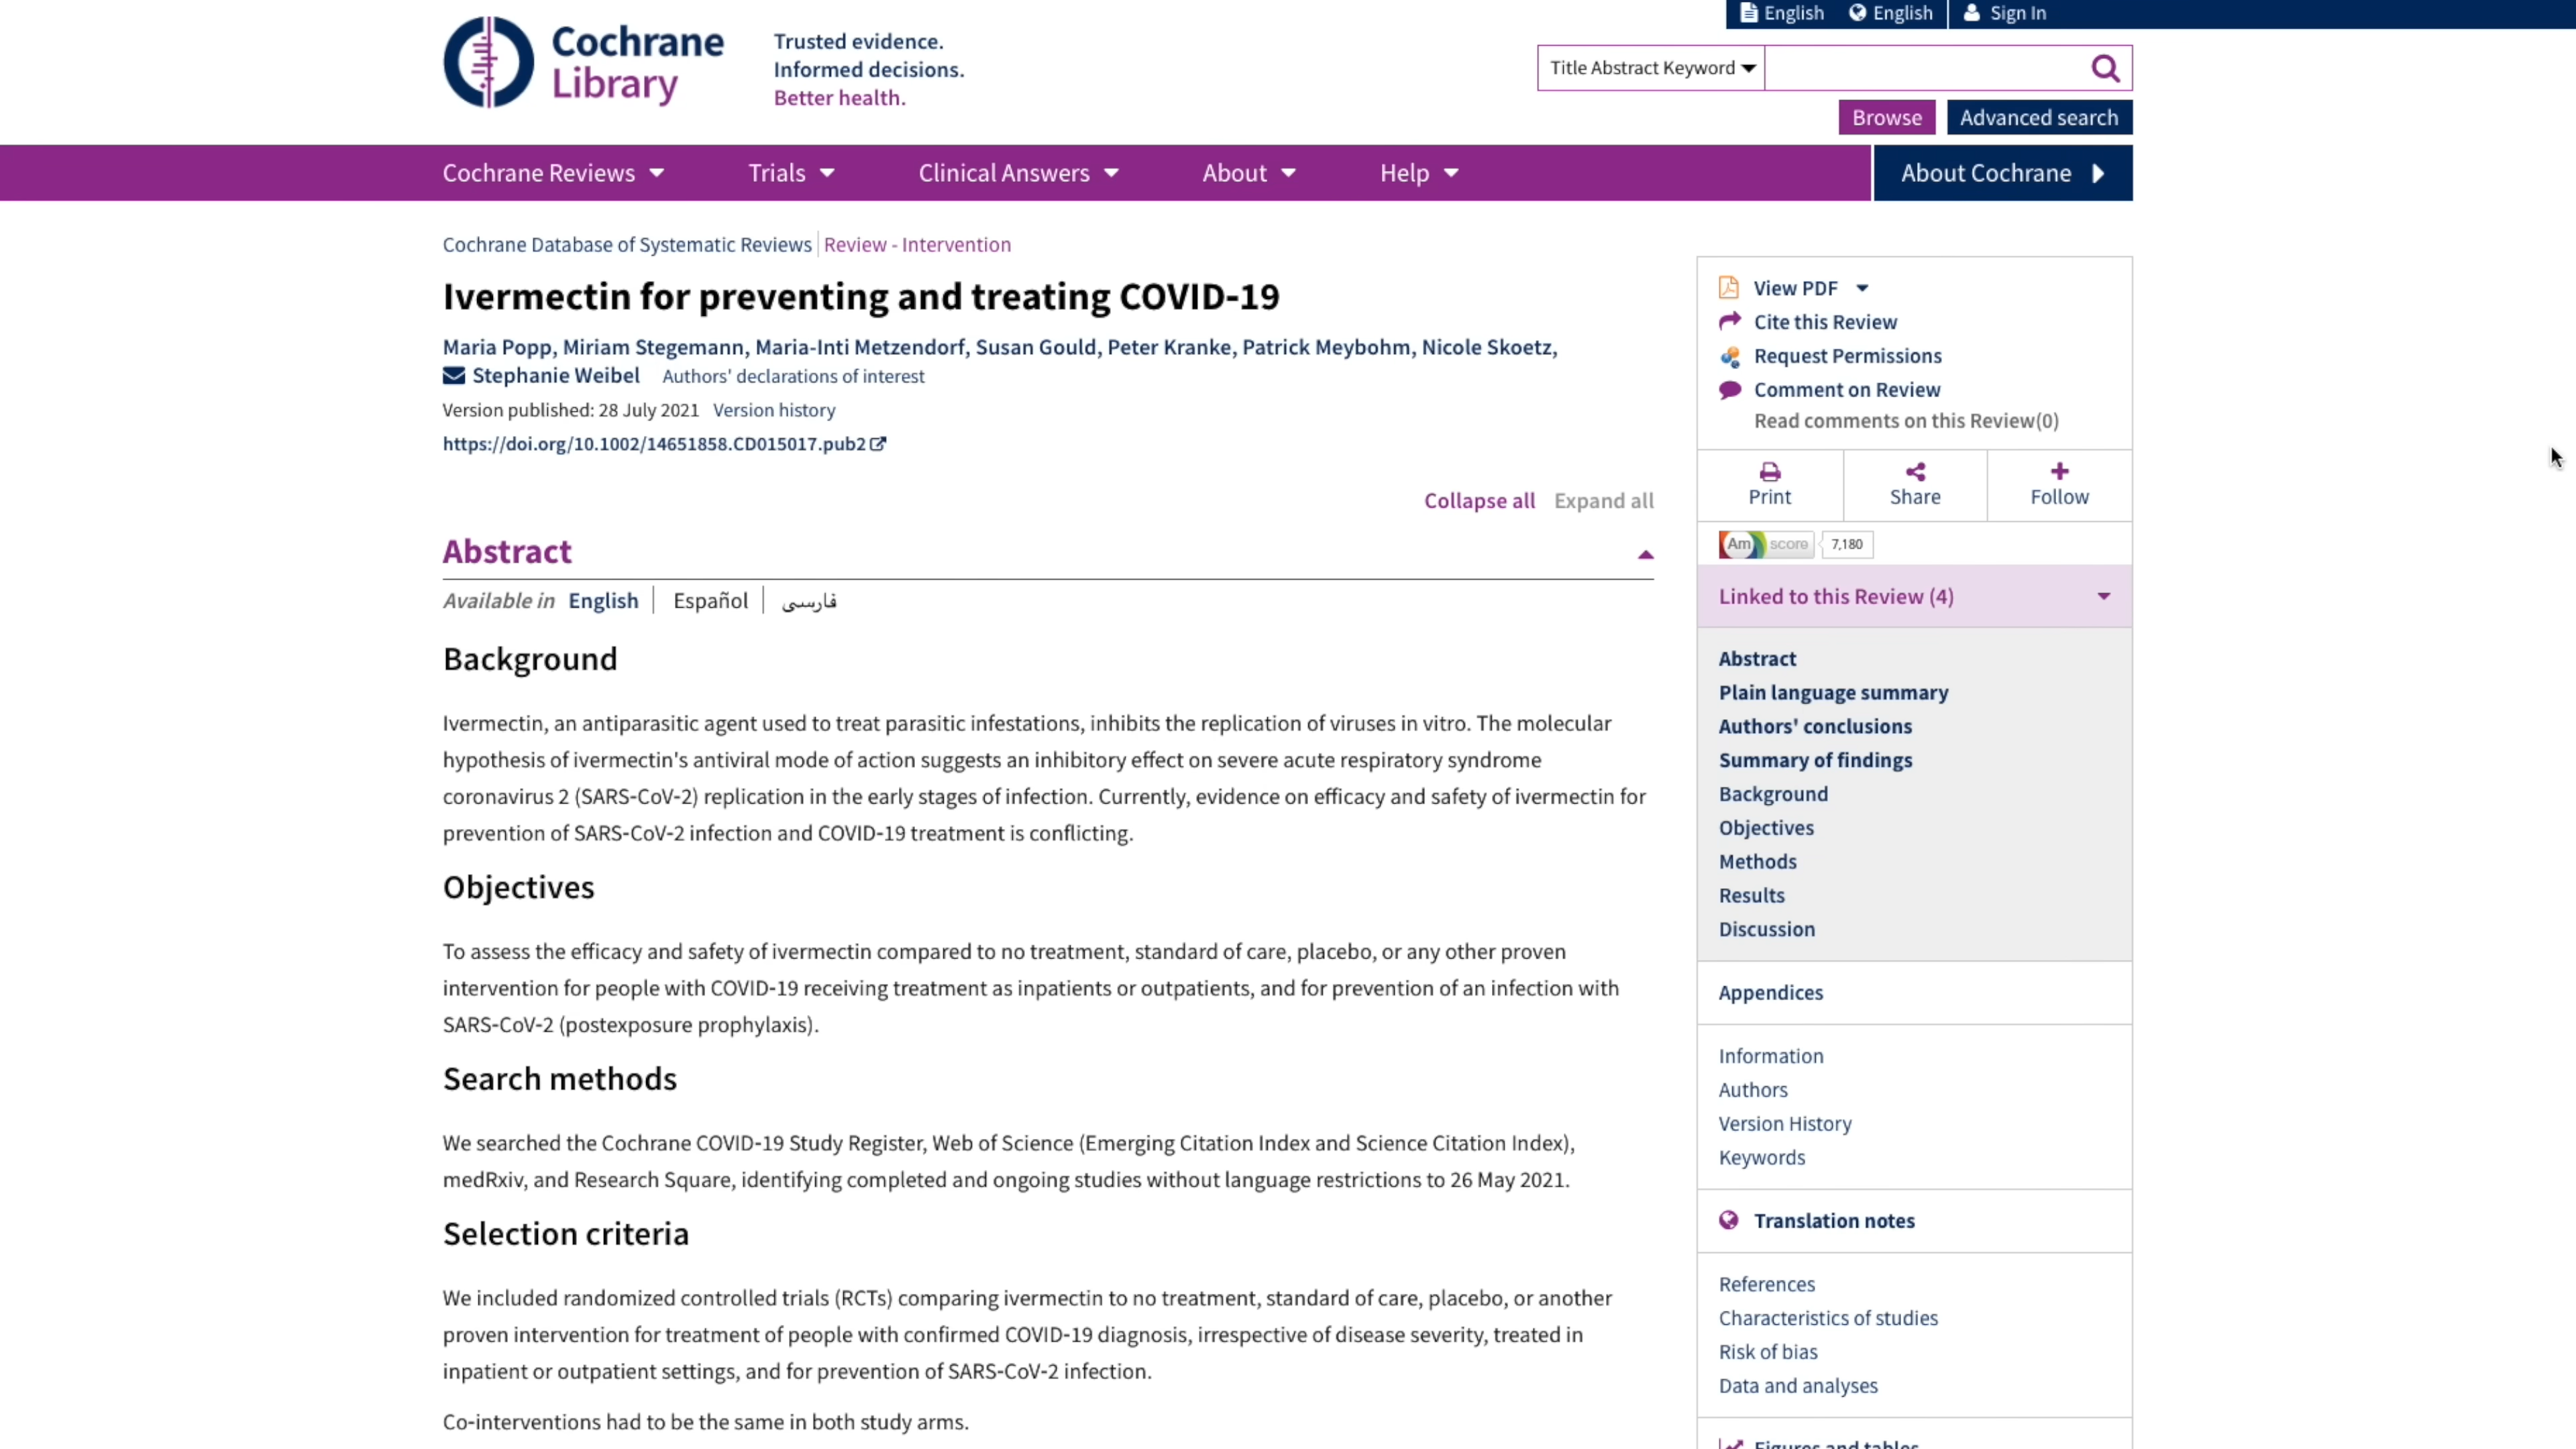 English English Sign In
Cochrane
Library
Trusted evidence.
Informed decisions.
Better health.
Title Abstract Keyword
Browse Advanced search
Cochrane Reviews Trials Clinical Answers About Help About Cochrane
Cochrane Database of Systematic Reviews Review - Intervention
Ivermectin for preventing and treating COVID-19
Maria Popp, Miriam Stegemann, Maria-Inti Metzendorf, Susan Gould, Peter Kranke, Patrick Meybohm, Nicole Skoetz,
Stephanie Weibel Authors' declarations of interest
Version published: 28 July 2021 Version history
https://doi.org/10.1002/14651858.CD015017.pub2
Collapse all Expand all
Abstract
Available in English Español فارسی
Background
Ivermectin, an antiparasitic agent used to treat parasitic infestations, inhibits the replication of viruses in vitro. The molecular
hypothesis of ivermectin's antiviral mode of action suggests an inhibitory effect on severe acute respiratory syndrome
coronavirus 2 (SARS-CoV-2) replication in the early stages of infection. Currently, evidence on efficacy and safety of ivermectin for
prevention of SARS-CoV-2 infection and COVID-19 treatment is conflicting.
Objectives
To assess the efficacy and safety of ivermectin compared to no treatment, standard of care, placebo, or any other proven
intervention for people with COVID-19 receiving treatment as inpatients or outpatients, and for prevention of an infection with
SARS-CoV-2 (postexposure prophylaxis).
Search methods
We searched the Cochrane COVID-19 Study Register, Web of Science (Emerging Citation Index and Science Citation Index),
medRxiv, and Research Square, identifying completed and ongoing studies without language restrictions to 26 May 2021.
Selection criteria
We included randomized controlled trials (RCTs) comparing ivermectin to no treatment, standard of care, placebo, or another
proven intervention for treatment of people with confirmed COVID-19 diagnosis, irrespective of disease severity, treated in
inpatient or outpatient settings, and for prevention of SARS-CoV-2 infection.
Co-interventions had to be the same in both study arms.
View PDF
Cite this Review
Request Permissions
Comment on Review
Read comments on this Review(0)
Print Share Follow
Am score 7,180
Linked to this Review (4)
Abstract
Plain language summary
Authors' conclusions
Summary of findings
Background
Objectives
Methods
Results
Discussion
Appendices
Information
Authors
Version History
Keywords
Translation notes
References
Characteristics of studies
Risk of bias
Data and analyses
Figures and tables